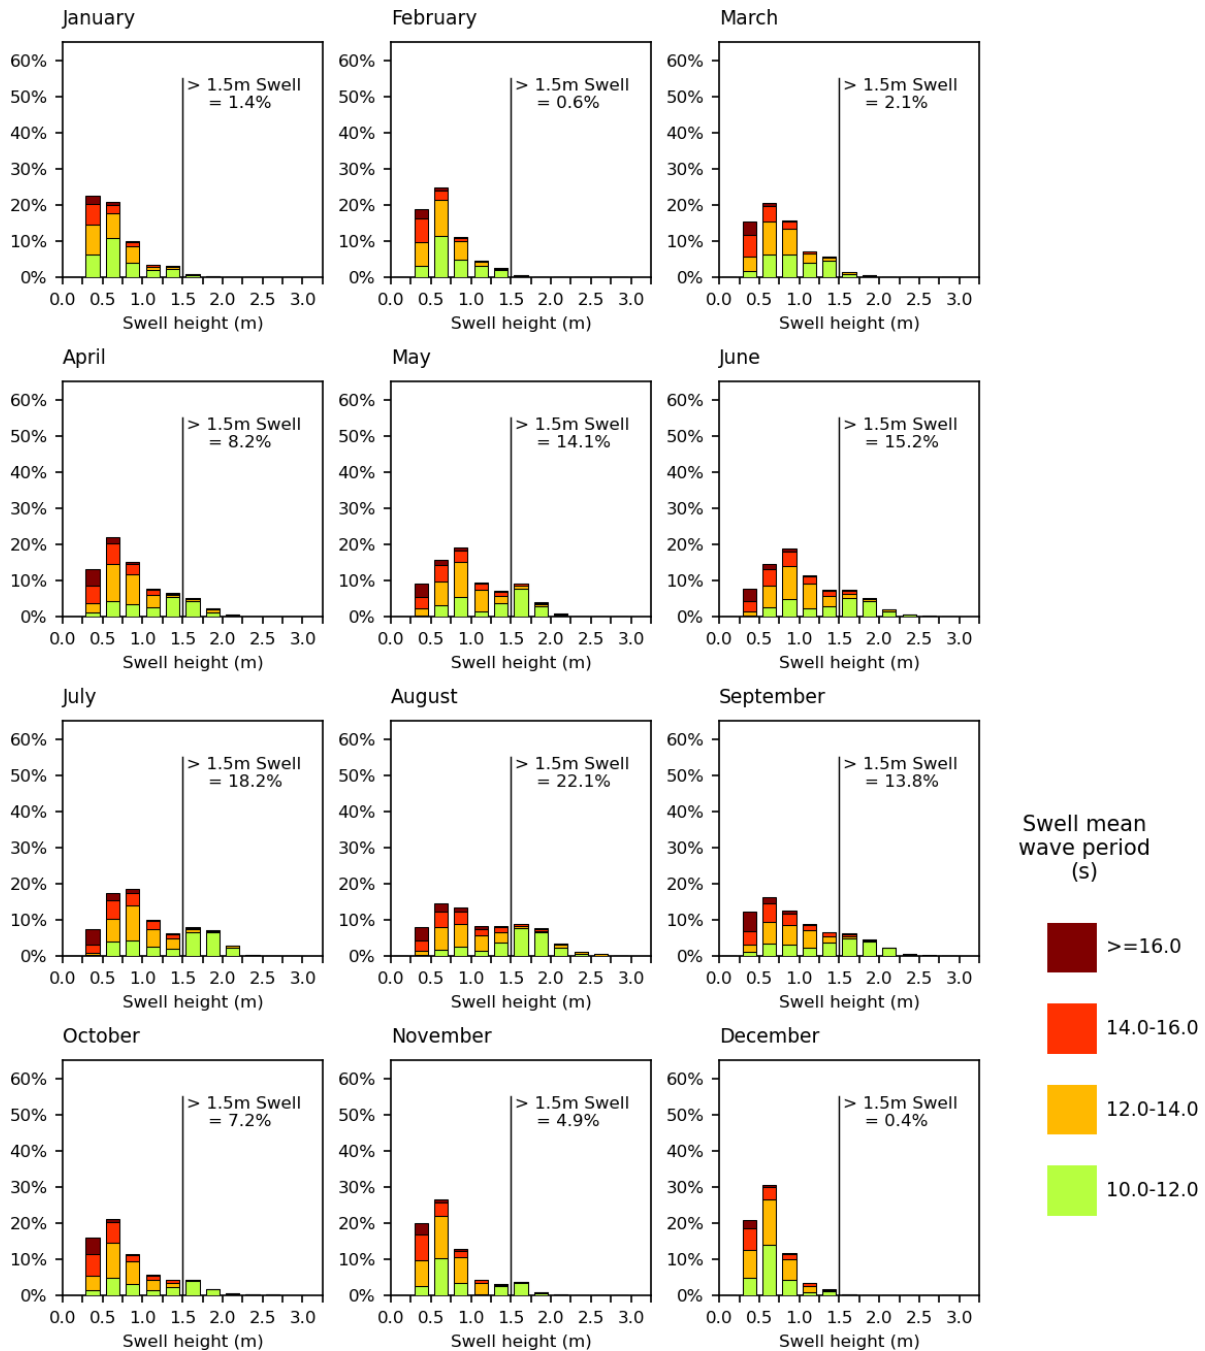 January
February
March
60%
50%
40%
30%
20%
10%
0%
> 1.5m Swell
= 1.4%
0.0 0.5 1.0 1.5 2.0 2.5 3.0
Swell height (m)
60%
50%
40%
30%
20%
10%
0%
> 1.5m Swell
= 0.6%
0.0 0.5 1.0 1.5 2.0 2.5 3.0
Swell height (m)
60%
50%
40%
30%
20%
10%
0%
> 1.5m Swell
= 2.1%
0.0 0.5 1.0 1.5 2.0 2.5 3.0
Swell height (m)
April
May
June
60%
50%
40%
30%
20%
10%
0%
> 1.5m Swell
= 8.2%
0.0 0.5 1.0 1.5 2.0 2.5 3.0
Swell height (m)
60%
50%
40%
30%
20%
10%
0%
> 1.5m Swell
= 14.1%
0.0 0.5 1.0 1.5 2.0 2.5 3.0
Swell height (m)
60%
50%
40%
30%
20%
10%
0%
> 1.5m Swell
= 15.2%
0.0 0.5 1.0 1.5 2.0 2.5 3.0
Swell height (m)
July
August
September
60%
50%
40%
30%
20%
10%
0%
> 1.5m Swell
= 18.2%
0.0 0.5 1.0 1.5 2.0 2.5 3.0
Swell height (m)
60%
50%
40%
30%
20%
10%
0%
> 1.5m Swell
= 22.1%
0.0 0.5 1.0 1.5 2.0 2.5 3.0
Swell height (m)
60%
50%
40%
30%
20%
10%
0%
> 1.5m Swell
= 13.8%
0.0 0.5 1.0 1.5 2.0 2.5 3.0
Swell height (m)
October
November
December
60%
50%
40%
30%
20%
10%
0%
> 1.5m Swell
= 7.2%
0.0 0.5 1.0 1.5 2.0 2.5 3.0
Swell height (m)
60%
50%
40%
30%
20%
10%
0%
> 1.5m Swell
= 4.9%
0.0 0.5 1.0 1.5 2.0 2.5 3.0
Swell height (m)
60%
50%
40%
30%
20%
10%
0%
> 1.5m Swell
= 0.4%
0.0 0.5 1.0 1.5 2.0 2.5 3.0
Swell height (m)
Swell mean
wave period
(s)
>=16.0
14.0-16.0
12.0-14.0
10.0-12.0